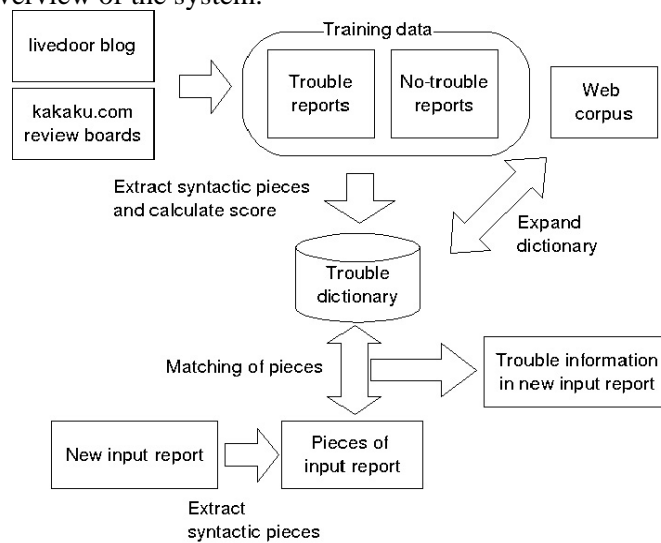 verview of the system.
livedoor blog
kakaku.com
review boards
Training data
Trouble
reports
No-trouble
reports
Web
corpus
Extract syntactic pieces
and calculate score
Expand
dictionary
Trouble
dictionary
Matching of pieces
Trouble information
in new input report
New input report
Pieces of
input report
Extract
syntactic pieces